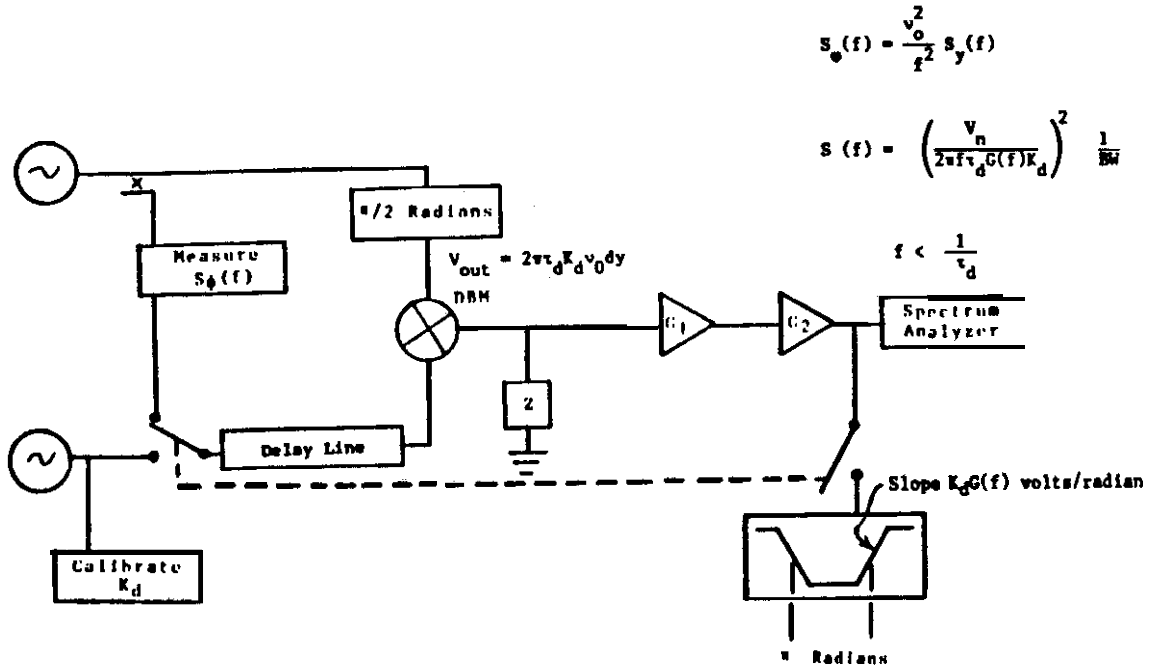 S_φ(f) = ν_o^2/f^2 S_y(f)
S (f) = (V_n/2πfτ_dG(f)K_d)^2 1/BW
f < 1/τ_d
~
x
π/2 Radians
Measure
S_ϕ(f)
V_out = 2πτ_dK_dν_0dy
DBM
G_1
G_2
Spectrum
Analyzer
Z
~
Delay Line
Slope K_dG(f) volts/radian
Calibrate
K_d
π Radians